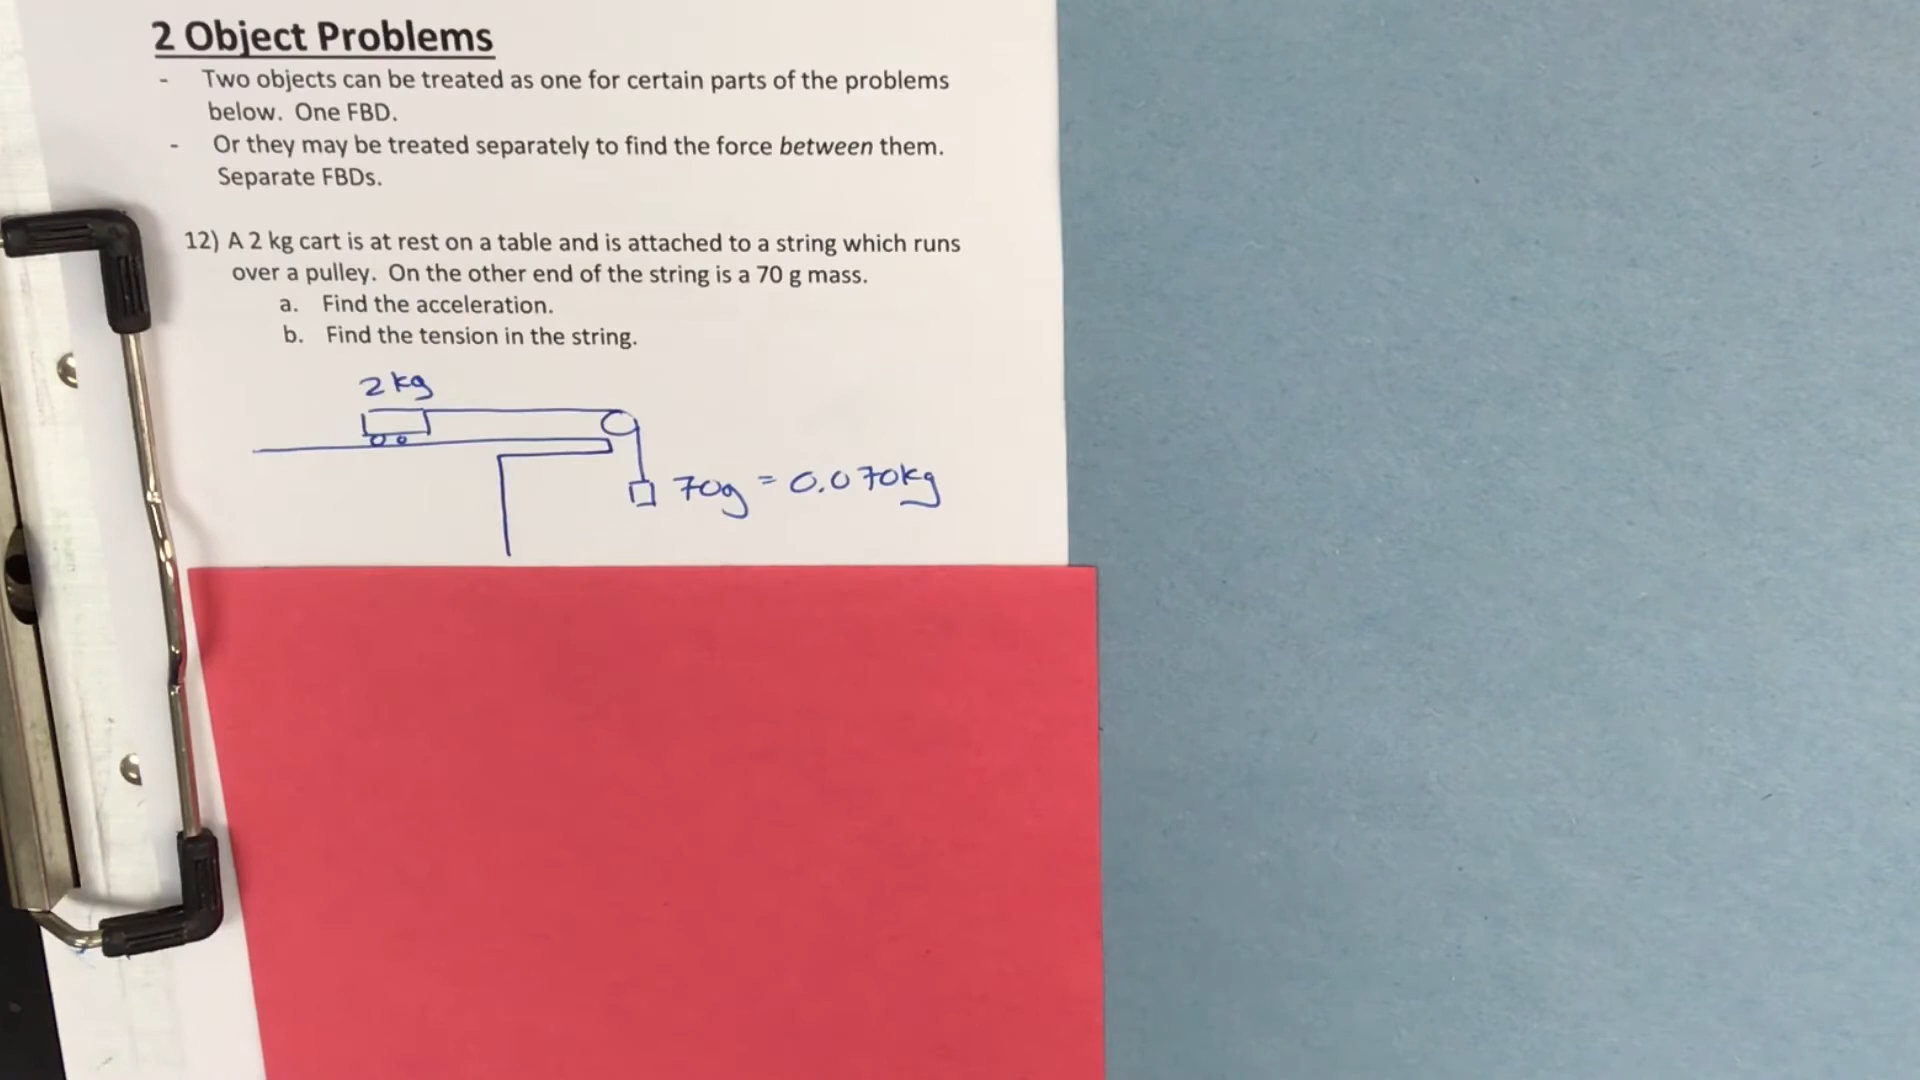 2 Object Problems
- Two objects can be treated as one for certain parts of the problems
below. One FBD.
- Or they may be treated separately to find the force between them.
Separate FBDs.
12) A 2 kg cart is at rest on a table and is attached to a string which runs
over a pulley. On the other end of the string is a 70 g mass.
a. Find the acceleration.
b. Find the tension in the string.
2 kg
70g = 0.070kg